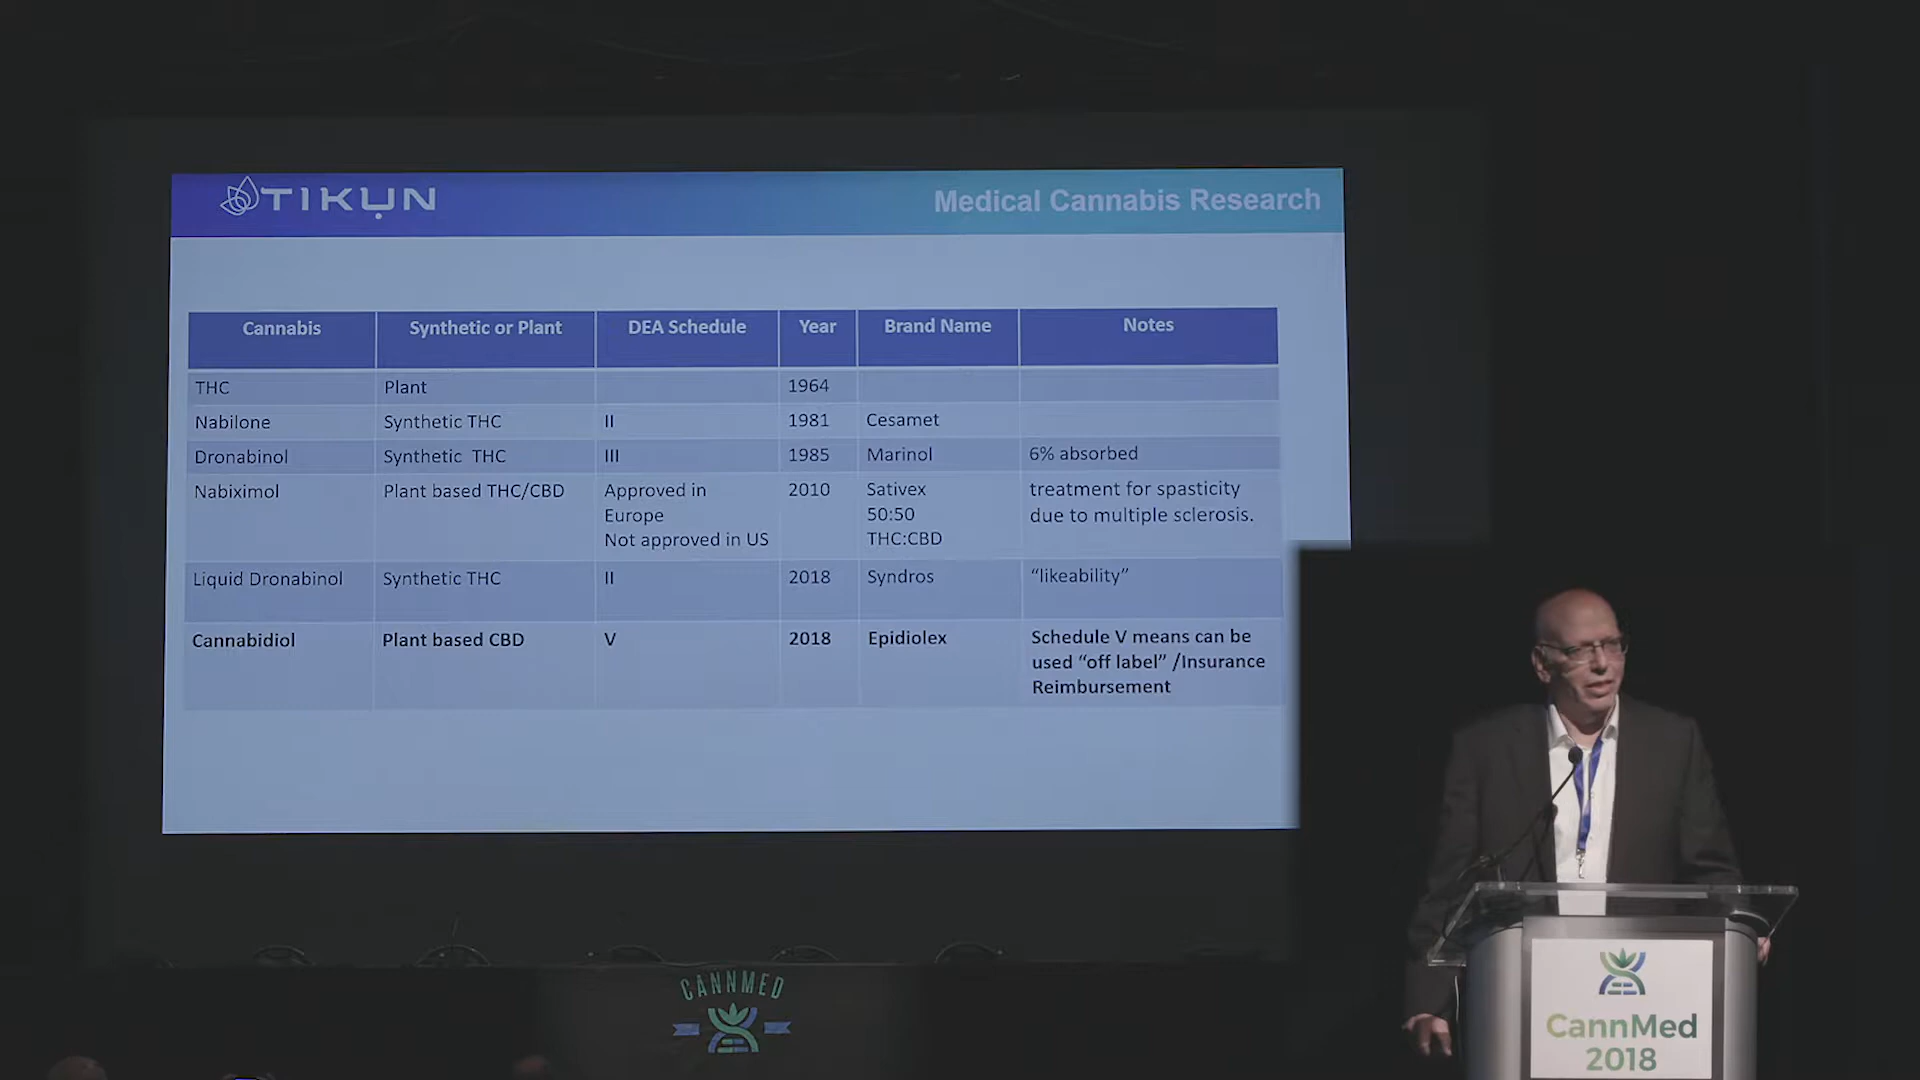 TIKUN
Medical Cannabis Research
Cannabis Synthetic or Plant DEA Schedule Year Brand Name Notes
THC Plant 1964
Nabilone Synthetic THC II 1981 Cesamet
Dronabinol Synthetic THC III 1985 Marinol 6% absorbed
Nabiximol Plant based THC/CBD Approved in 2010 Sativex treatment for spasticity
Europe 50:50 due to multiple sclerosis.
Not approved in US THC:CBD
Liquid Dronabinol Synthetic THC II 2018 Syndros “likeability”
Cannabidiol Plant based CBD V 2018 Epidiolex Schedule V means can be
used “off label” /Insurance
Reimbursement
CANNMED
CannMed
2018